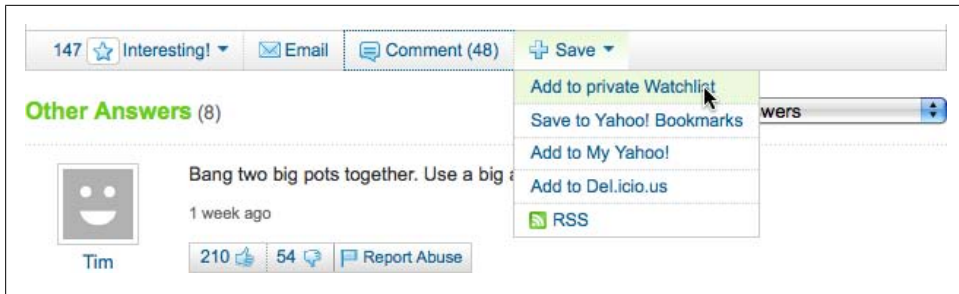 147 Interesting! Email Comment (48) Save
Add to private Watchlist
Save to Yahoo! Bookmarks
Add to My Yahoo!
Add to Del.icio.us
RSS
Other Answers (8)
wers
Bang two big pots together. Use a big
1 week ago
Tim
210 54 Report Abuse